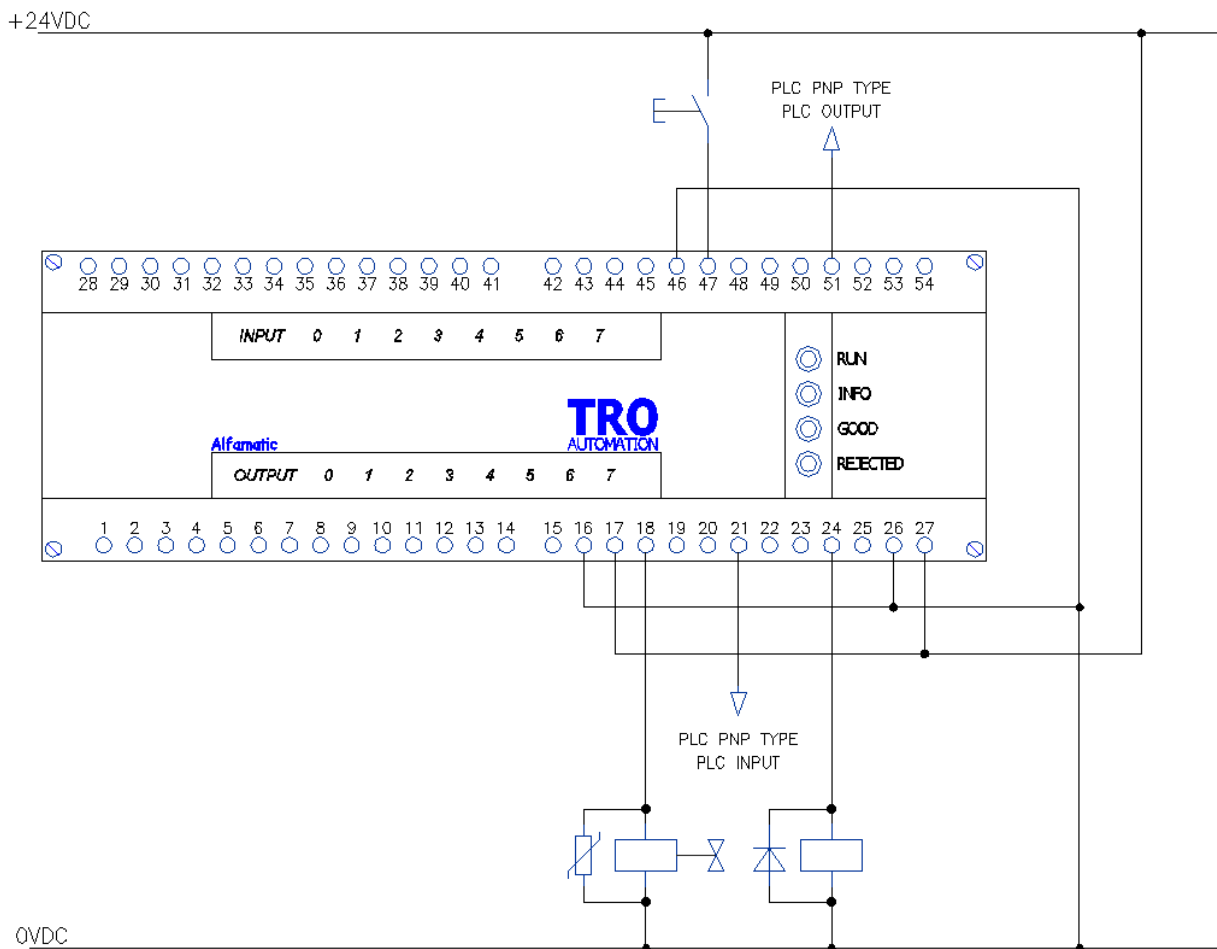 +24VDC
PLC PNP TYPE
PLC OUTPUT
28 29 30 31 32 33 34 35 36 37 38 39 40 41 42 43 44 45 46 47 48 49 50 51 52 53 54
INPUT 0 1 2 3 4 5 6 7
RUN
INFO
GOOD
REJECTED
TRO
AUTOMATION
Alfamatic
OUTPUT 0 1 2 3 4 5 6 7
1 2 3 4 5 6 7 8 9 10 11 12 13 14 15 16 17 18 19 20 21 22 23 24 25 26 27
PLC PNP TYPE
PLC INPUT
0VDC